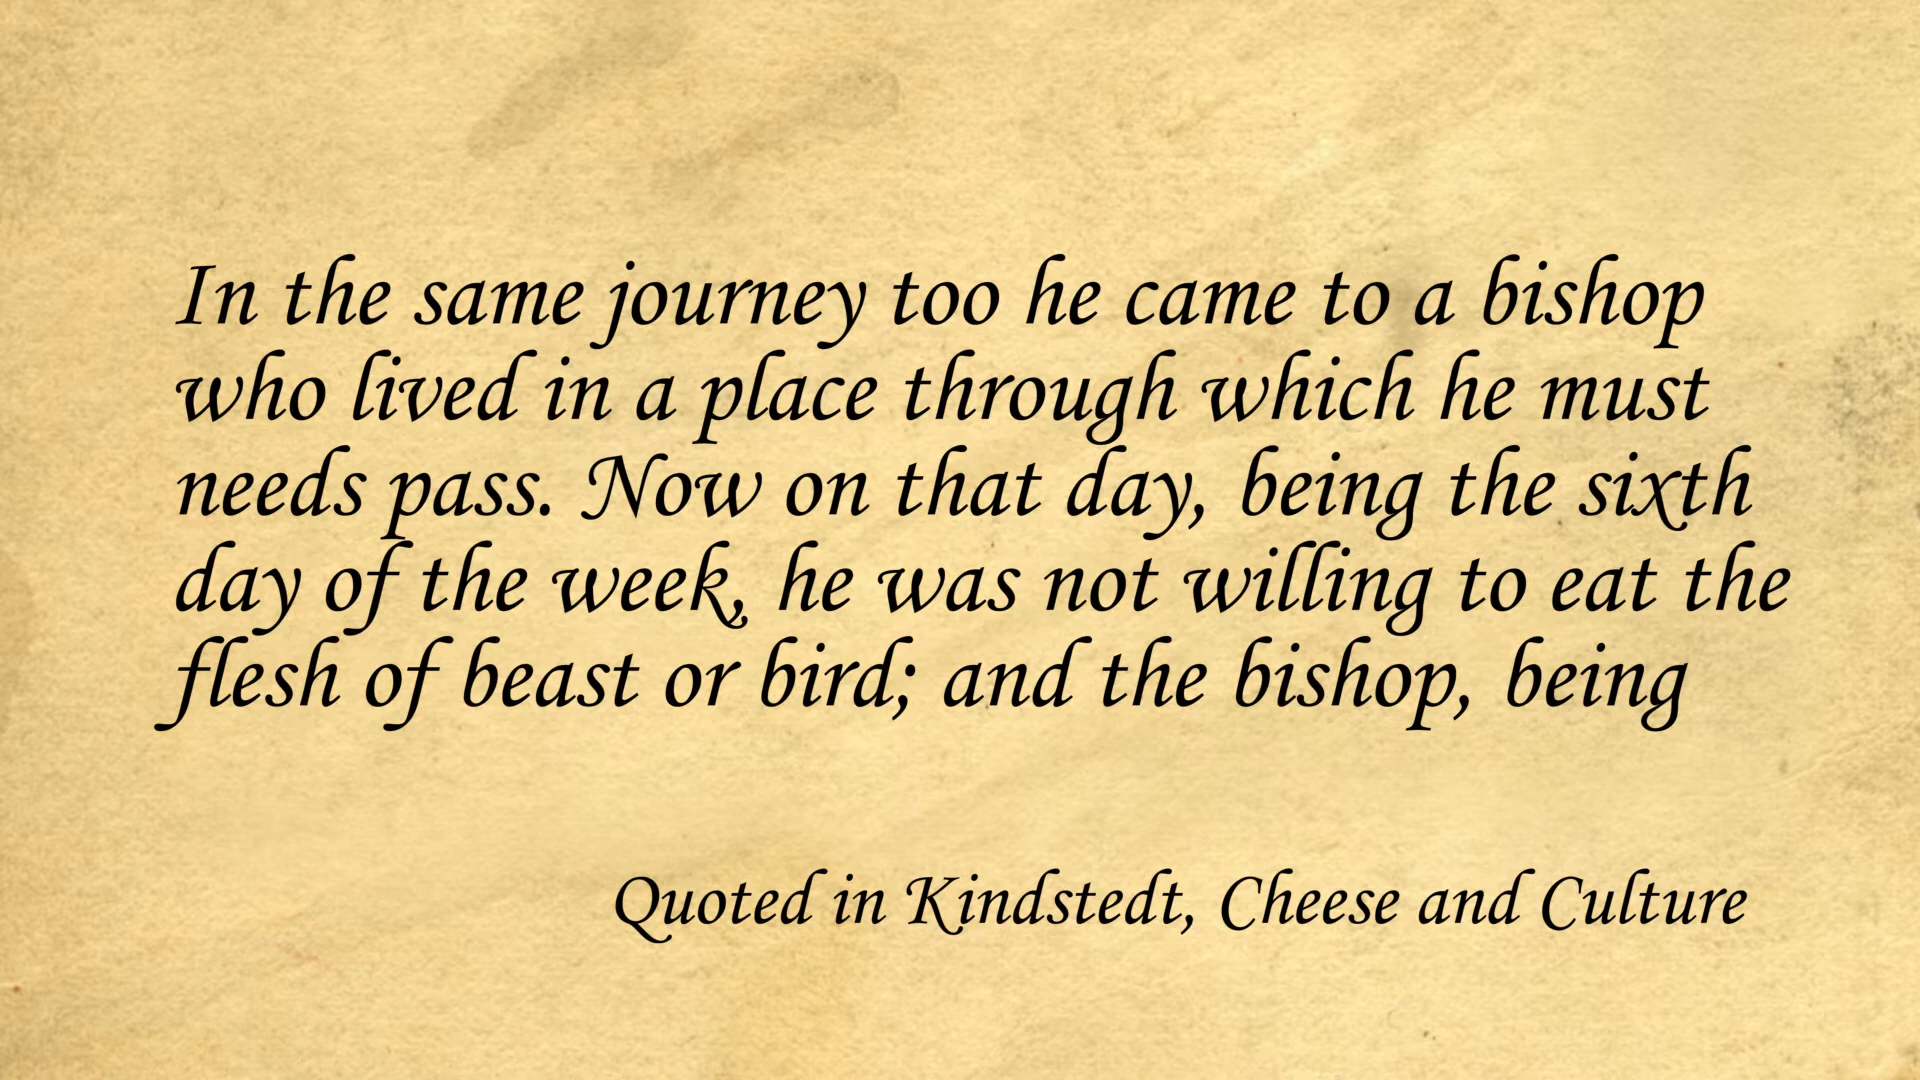 In the same journey too he came to a bishop
who lived in a place through which he must
needs pass. Now on that day, being the sixth
day of the week, he was not willing to eat the
flesh of beast or bird; and the bishop, being
Quoted in Kindstedt, Cheese and Culture